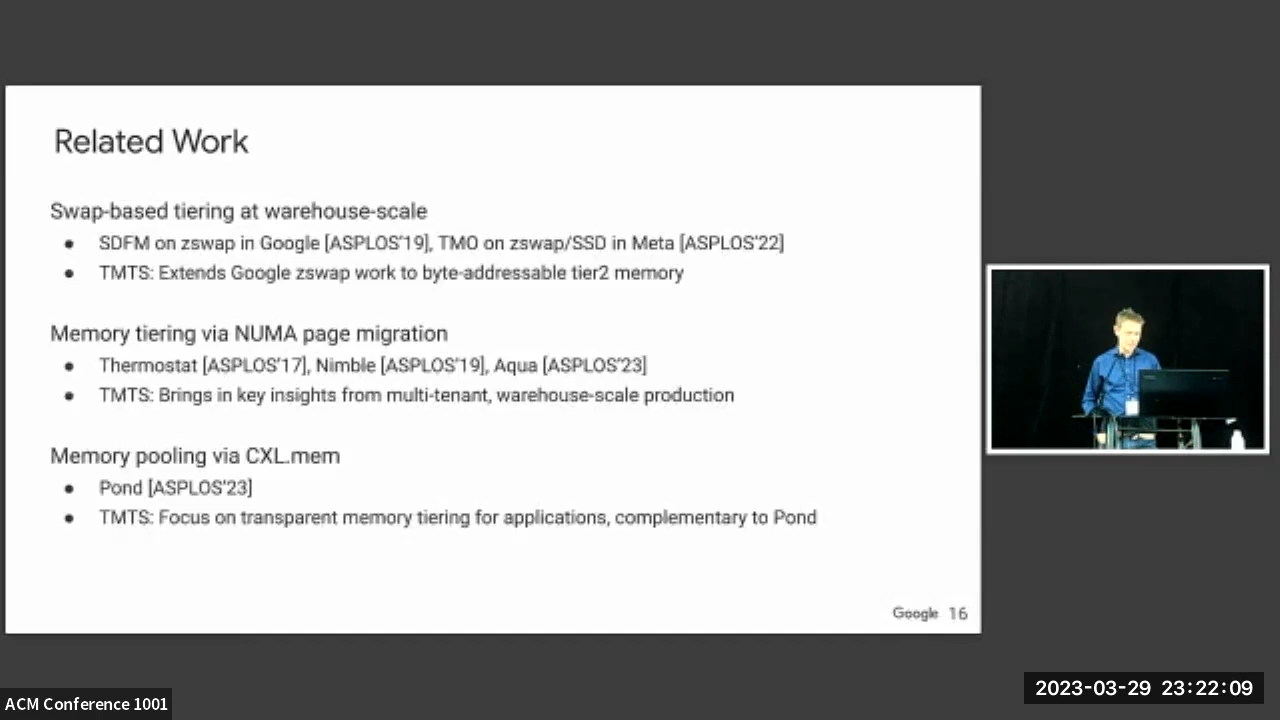 Related Work
Swap-based tiering at warehouse-scale
● SDFM on zswap in Google [ASPLOS'19], TMO on zswap/SSD in Meta [ASPLOS'22]
● TMTS: Extends Google zswap work to byte-addressable tier2 memory
Memory tiering via NUMA page migration
● Thermostat [ASPLOS'17], Nimble [ASPLOS'19], Aqua [ASPLOS'23]
● TMTS: Brings in key insights from multi-tenant, warehouse-scale production
Memory pooling via CXL.mem
● Pond [ASPLOS'23]
● TMTS: Focus on transparent memory tiering for applications, complementary to Pond
Google 16
ACM Conference 1001
2023-03-29 23:22:09